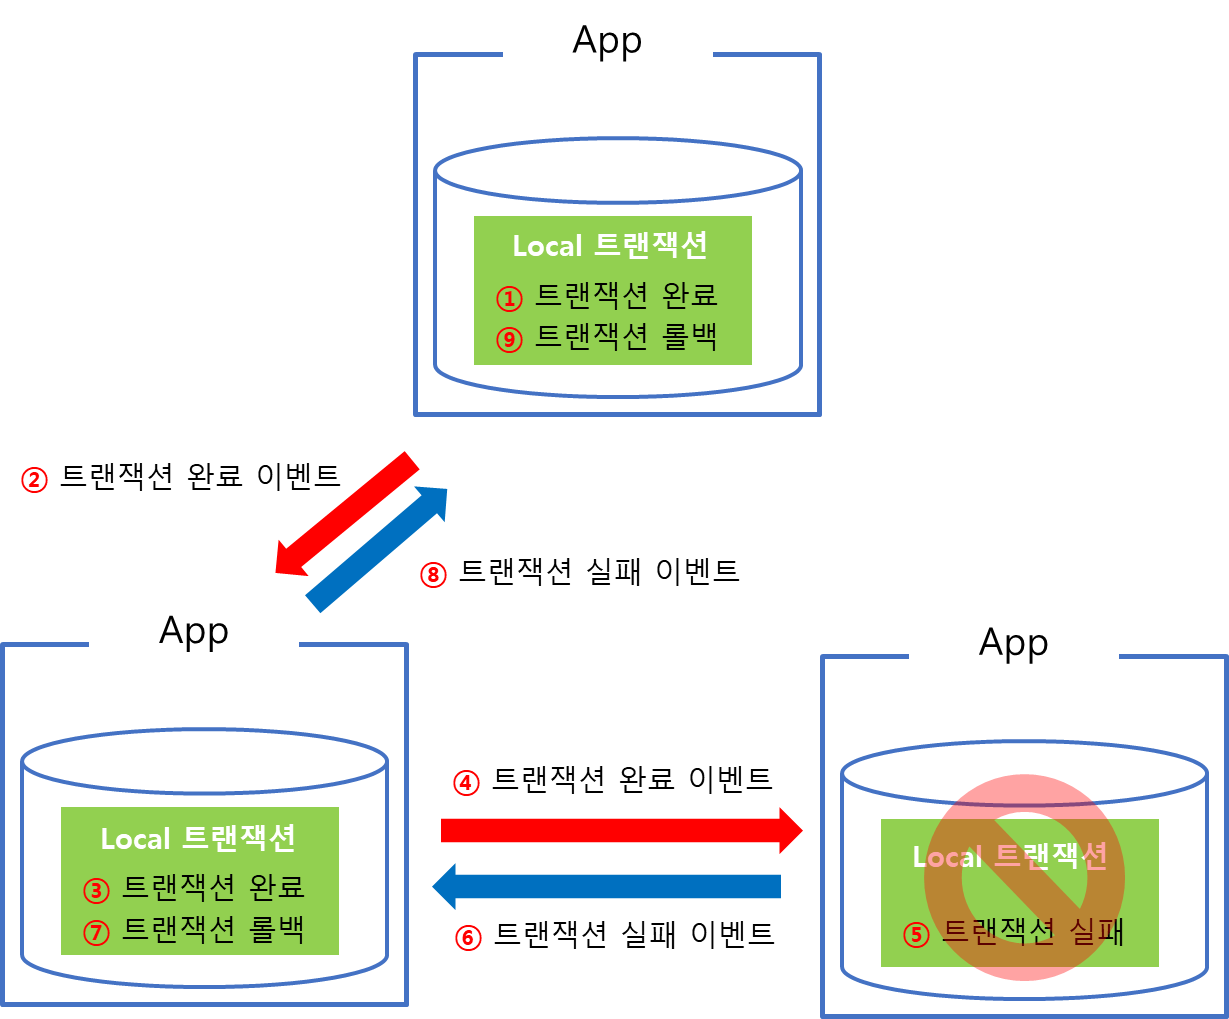 App
Local 트랜잭션
① 트랜잭션 완료
⑨ 트랜잭션 롤백
② 트랜잭션 완료 이벤트
⑧ 트랜잭션 실패 이벤트
App
Local 트랜잭션
③ 트랜잭션 완료
⑦ 트랜잭션 롤백
④ 트랜잭션 완료 이벤트
⑥ 트랜잭션 실패 이벤트
App
Local 트랜잭션
⑤ 트랜잭션 실패